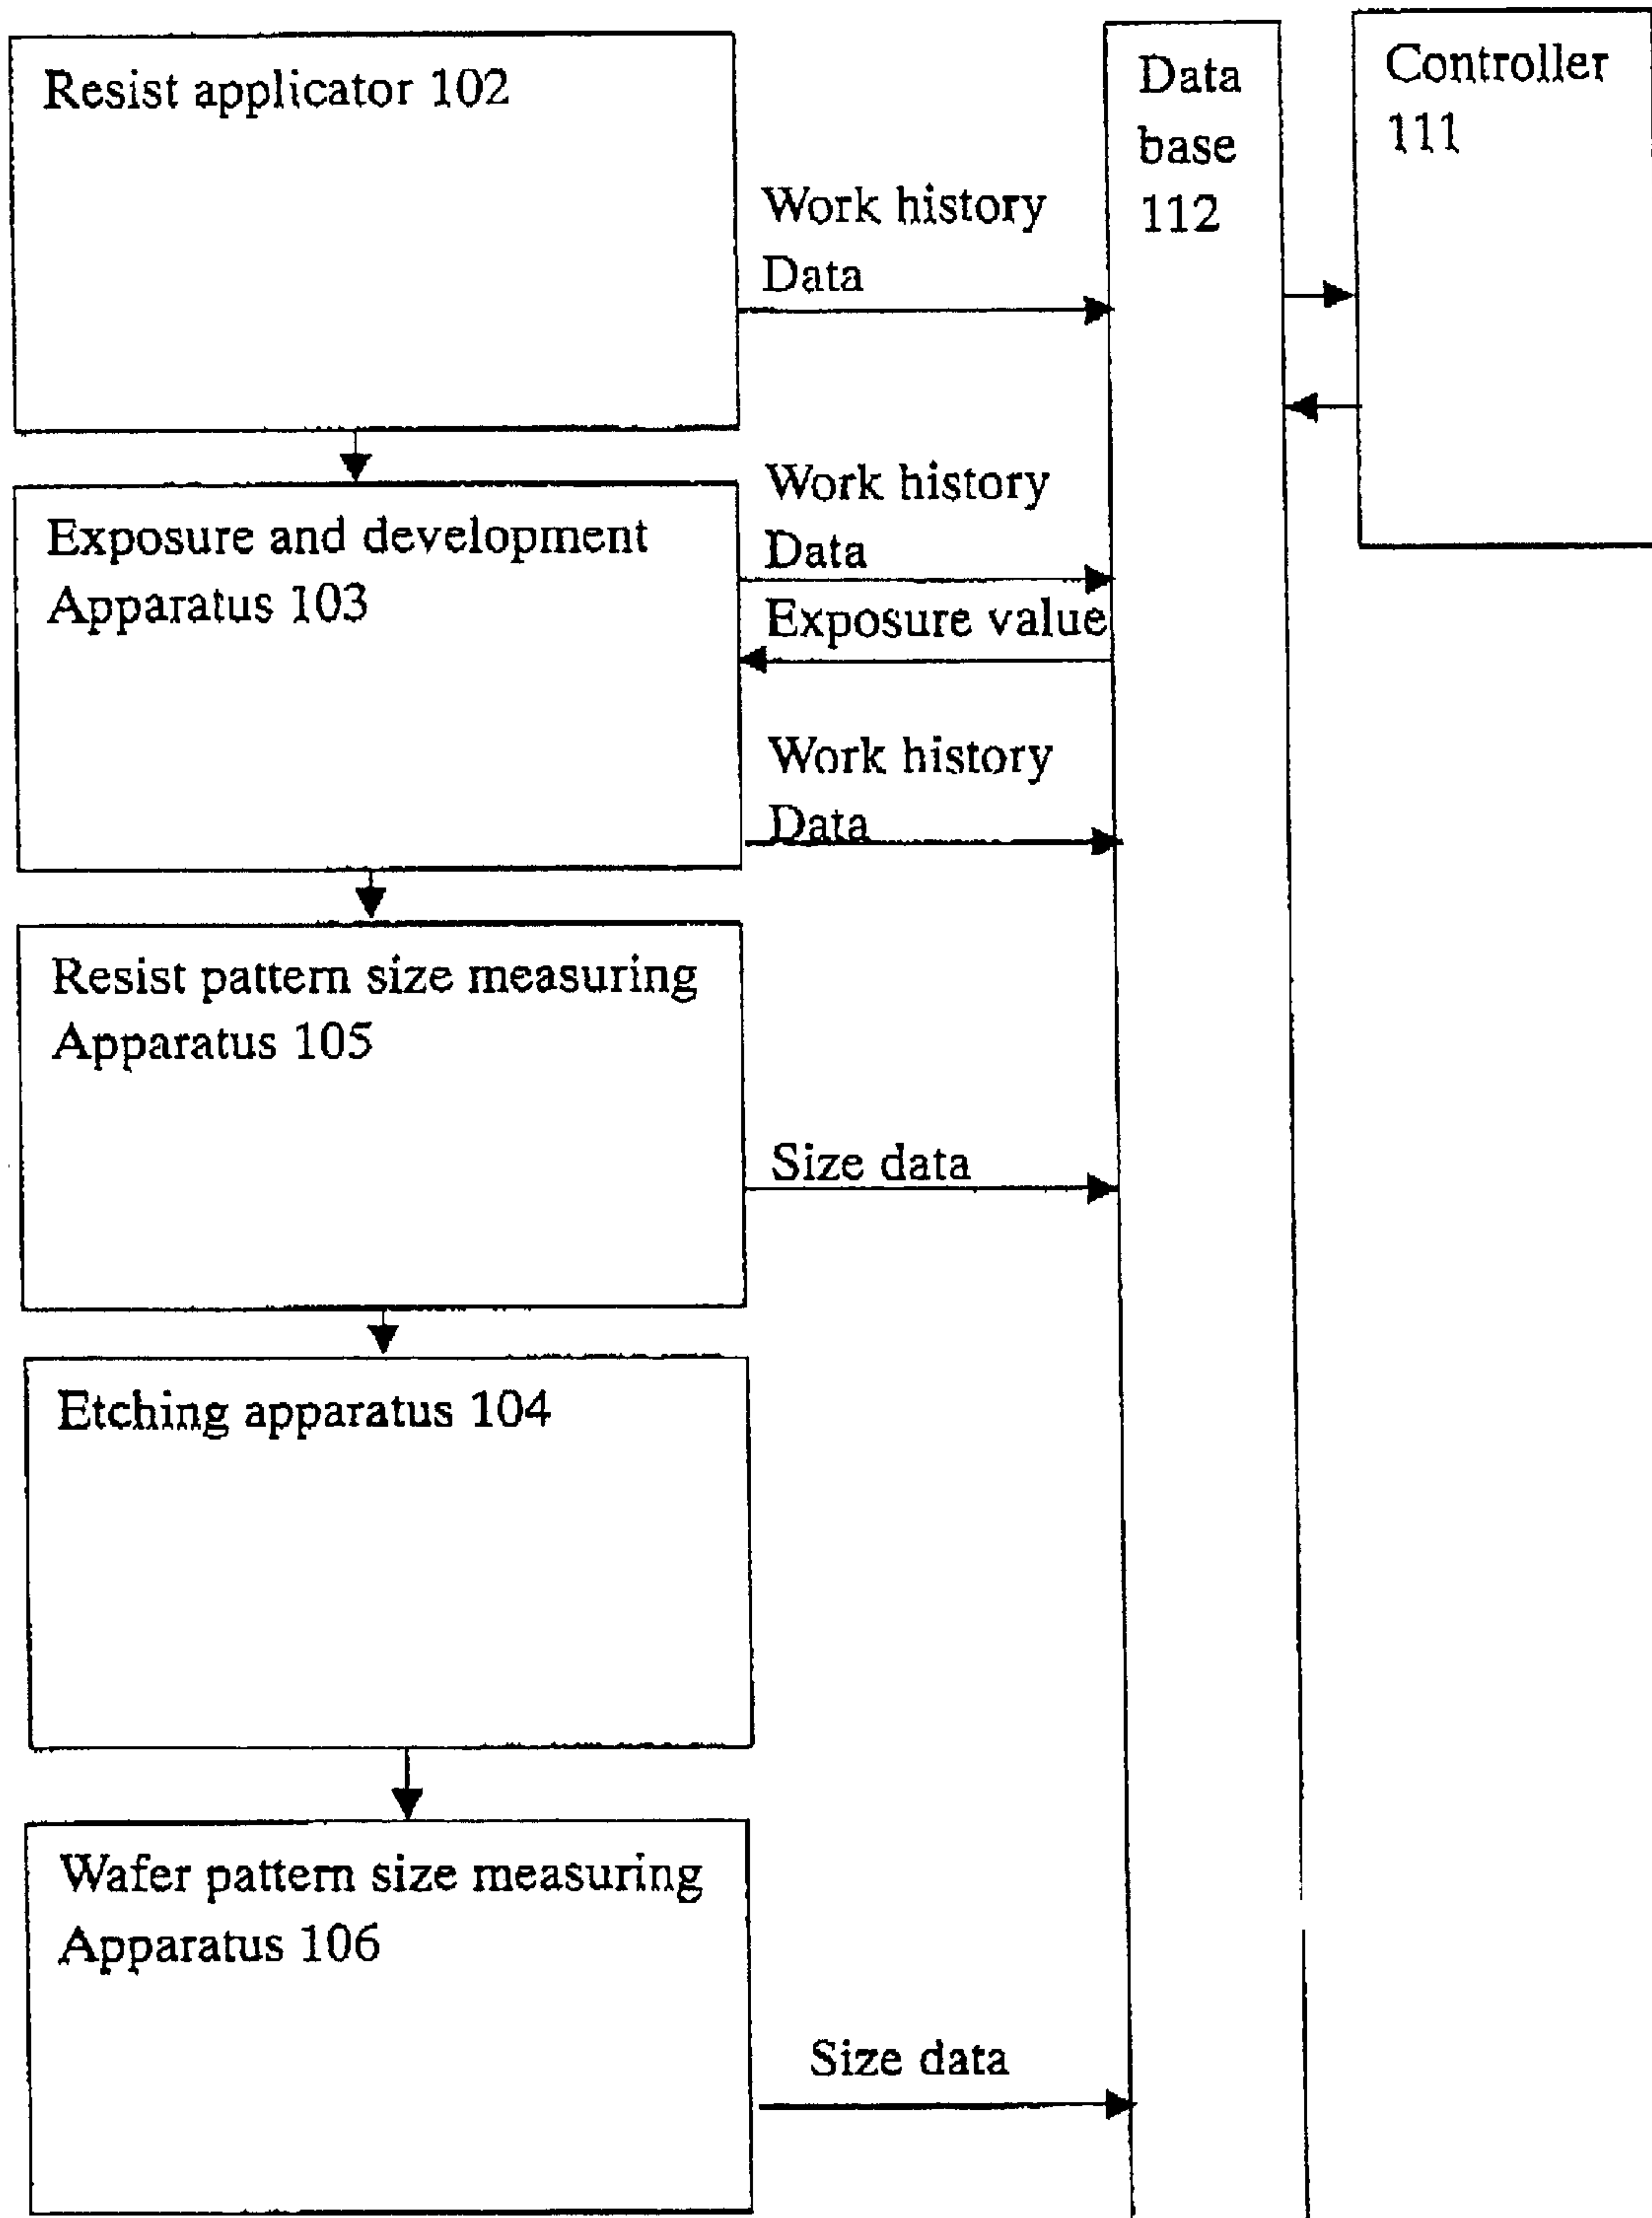 Resist applicator 102
Work history
Data
Data
base
112
Controller
111
Exposure and development
Apparatus 103
Work history
Data
Exposure value
Work history
Data
Resist pattern size measuring
Apparatus 105
Size data
Etching apparatus 104
Wafer pattern size measuring
Apparatus 106
Size data